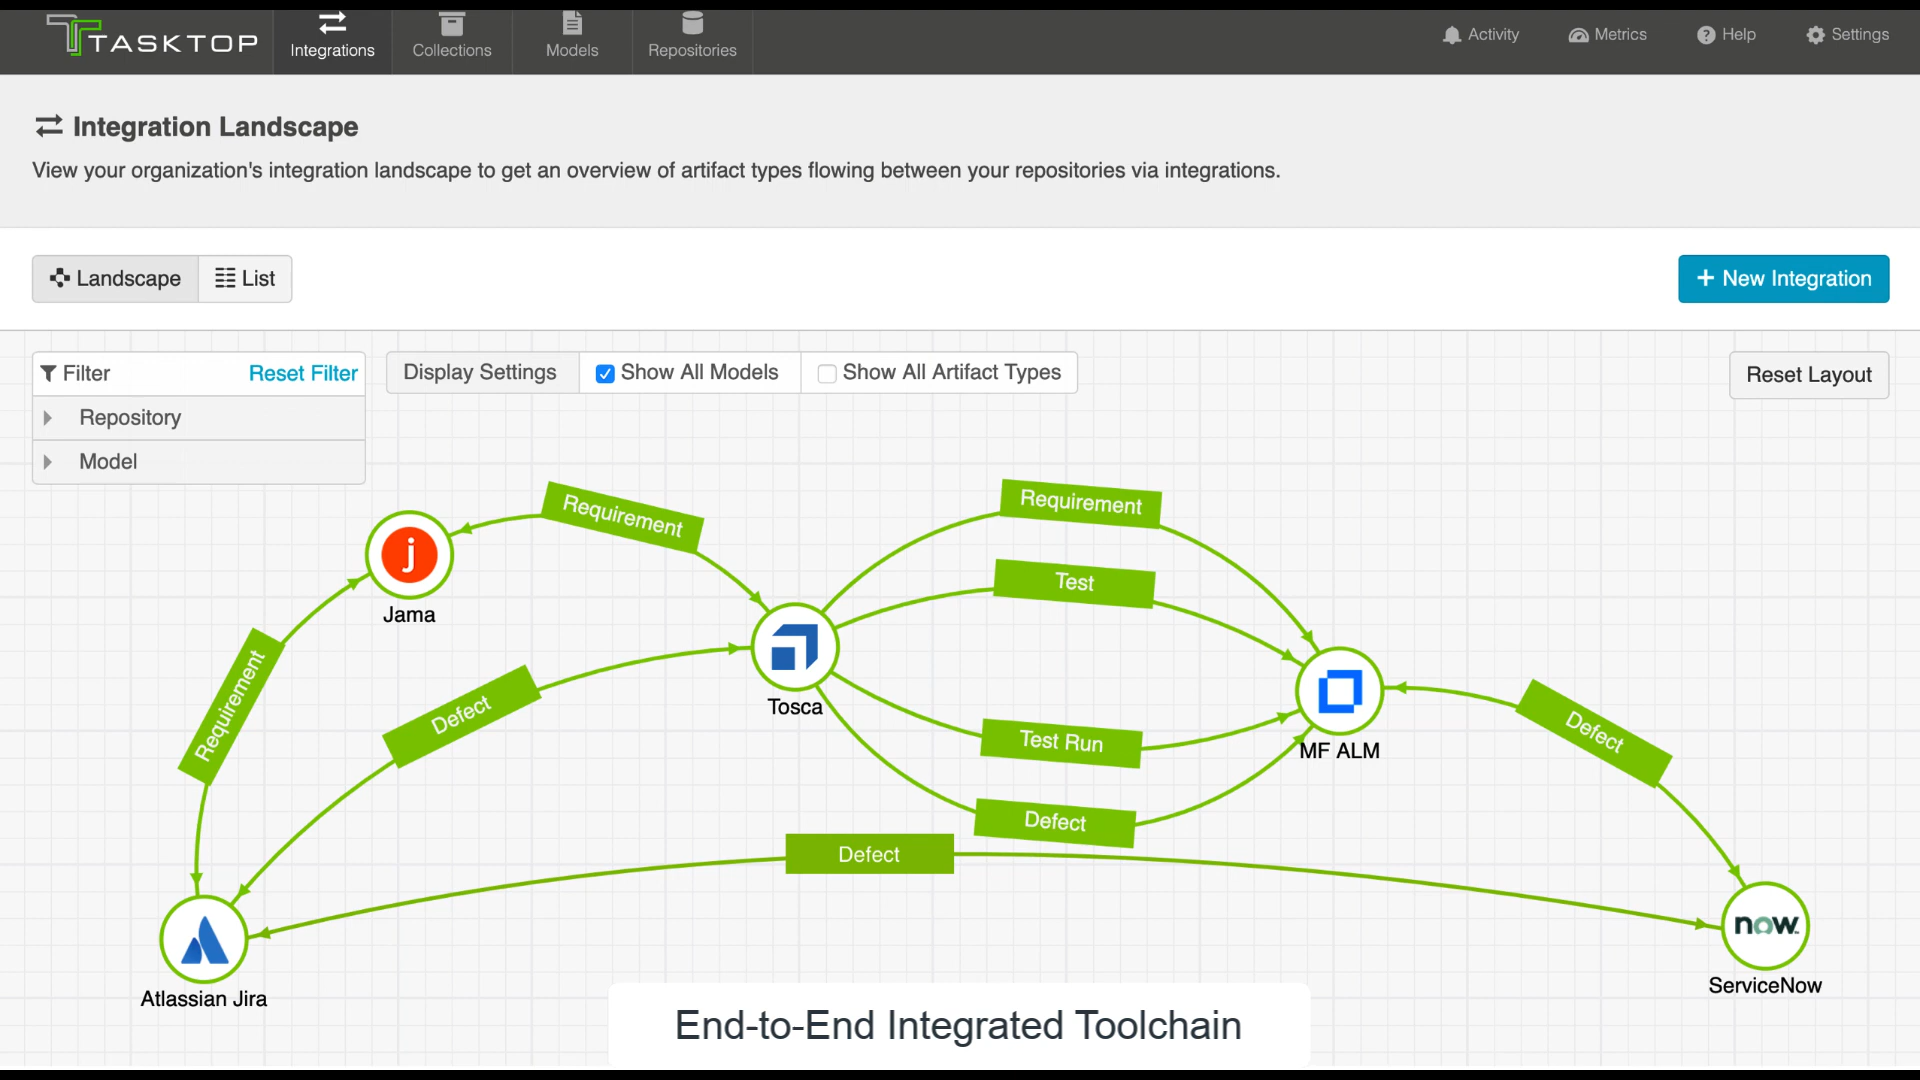 TASKTOP
Integrations
Collections
Models
Repositories
Activity
Metrics
Help
Settings
Integration Landscape
View your organization's integration landscape to get an overview of artifact types flowing between your repositories via integrations.
Landscape
List
+ New Integration
Filter
Reset Filter
Repository
Model
Display Settings
Show All Models
Show All Artifact Types
Reset Layout
Requirement
Requirement
j
Jama
Test
Requirement
Tosca
Defect
Test Run
MF ALM
Defect
Defect
Defect
now
Atlassian Jira
ServiceNow
End-to-End Integrated Toolchain